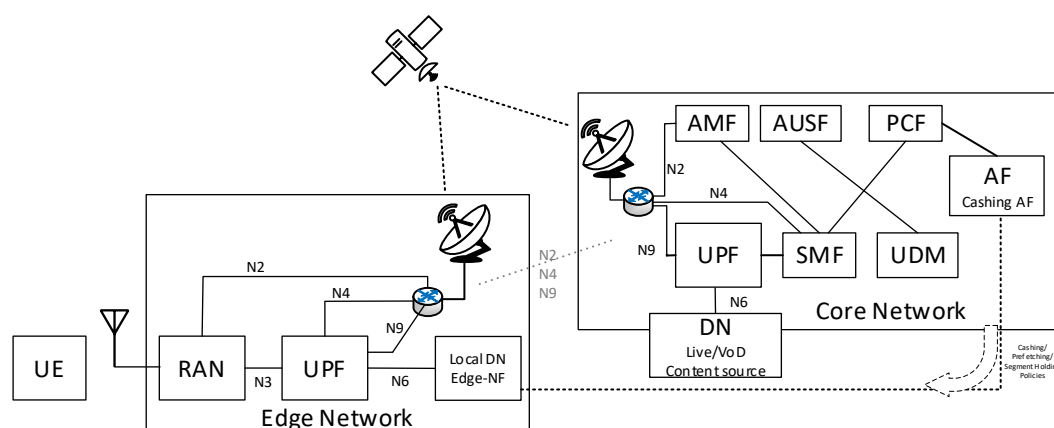 AMF
AUSF
PCF
N2
AF
Cashing AF
N4
N9
UPF
SMF
UDM
N6
Core Network
DN
Live/VoD
Content source
N2
N4
N9
N2
N4
N9
UE
RAN
N3
UPF
N6
Local DN
Edge-NF
Edge Network
Cashing/
Prefetching/
Segment Holding
Policies